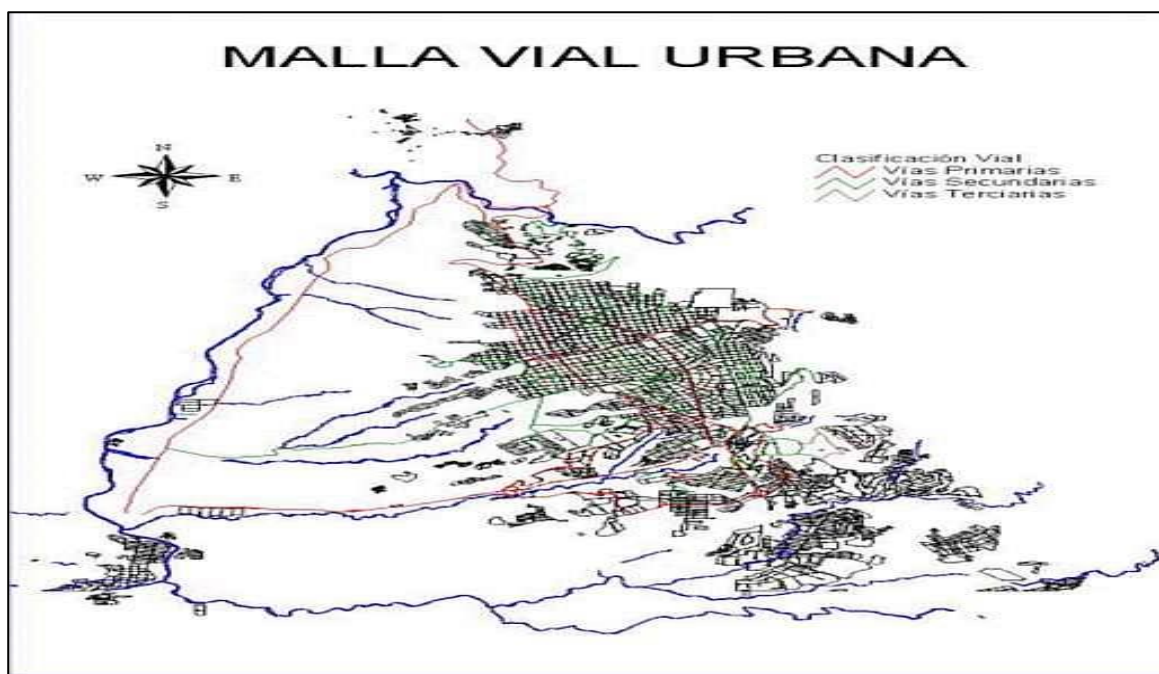 MALLA VIAL URBANA
N
W E
S
Clasificación Vial
Vías Primarias
Vías Secundarias
Vías Terciarias